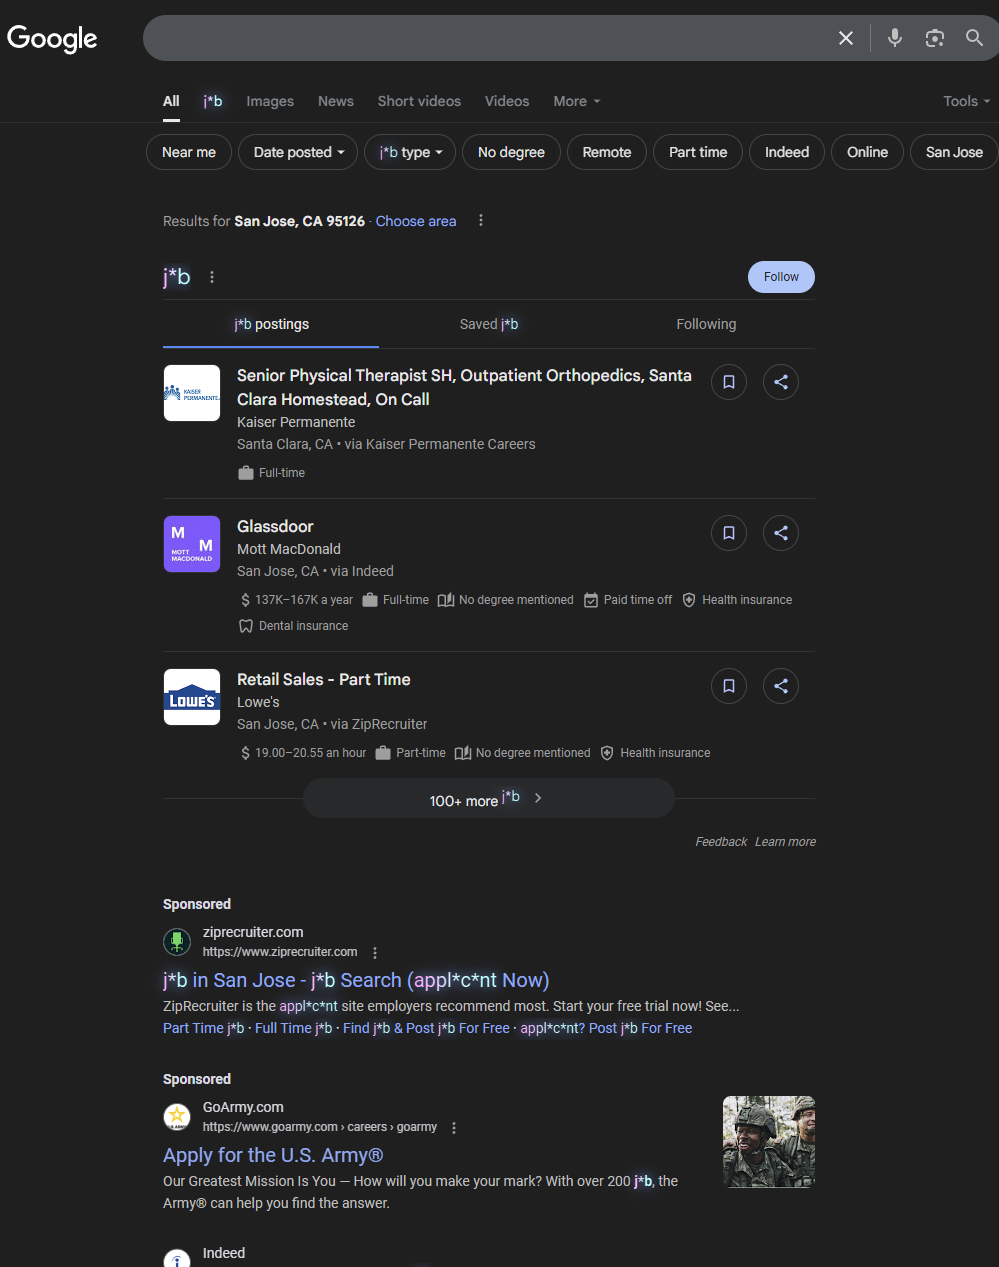 Google
All j*b Images News Short videos Videos More Tools
Near me Date posted j*b type No degree Remote Part time Indeed Online San Jose
Results for San Jose, CA 95126 · Choose area
j*b Follow
j*b postings Saved j*b Following
Senior Physical Therapist SH, Outpatient Orthopedics, Santa
Clara Homestead, On Call
KAISER
PERMANENTE.
Kaiser Permanente
Santa Clara, CA • via Kaiser Permanente Careers
Full-time
M
M
MOTT
MACDONALD
Glassdoor
Mott MacDonald
San Jose, CA • via Indeed
$ 137K–167K a year Full-time No degree mentioned Paid time off Health insurance
Dental insurance
LOWE'S
Retail Sales - Part Time
Lowe's
San Jose, CA • via ZipRecruiter
$ 19.00–20.55 an hour Part-time No degree mentioned Health insurance
100+ more j*b
Feedback Learn more
Sponsored
ziprecruiter.com
https://www.ziprecruiter.com
j*b in San Jose - j*b Search (appl*c*nt Now)
ZipRecruiter is the appl*c*nt site employers recommend most. Start your free trial now! See...
Part Time j*b · Full Time j*b · Find j*b & Post j*b For Free · appl*c*nt? Post j*b For Free
Sponsored
GoArmy.com
https://www.goarmy.com › careers › goarmy
Apply for the U.S. Army®
Our Greatest Mission Is You — How will you make your mark? With over 200 j*b, the
Army® can help you find the answer.
Indeed